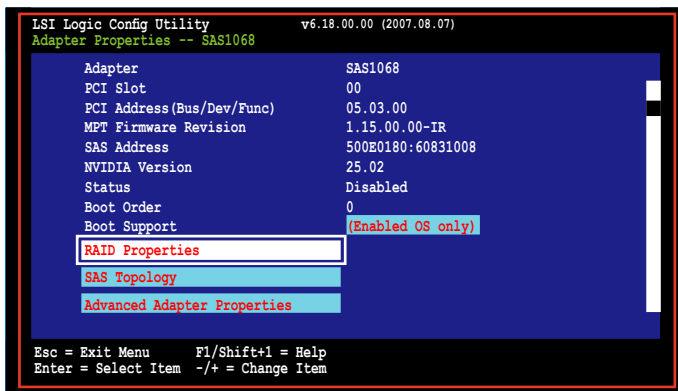 LSI Logic Config Utility v6.18.00.00 (2007.08.07)
Adapter Properties -- SAS1068
Adapter SAS1068
PCI Slot 00
PCI Address(Bus/Dev/Func) 05.03.00
MPT Firmware Revision 1.15.00.00-IR
SAS Address 500E0180:60831008
NVIDIA Version 25.02
Status Disabled
Boot Order 0
Boot Support (Enabled OS only)
RAID Properties
SAS Topology
Advanced Adapter Properties
Esc = Exit Menu F1/Shift+1 = Help
Enter = Select Item -/+ = Change Item